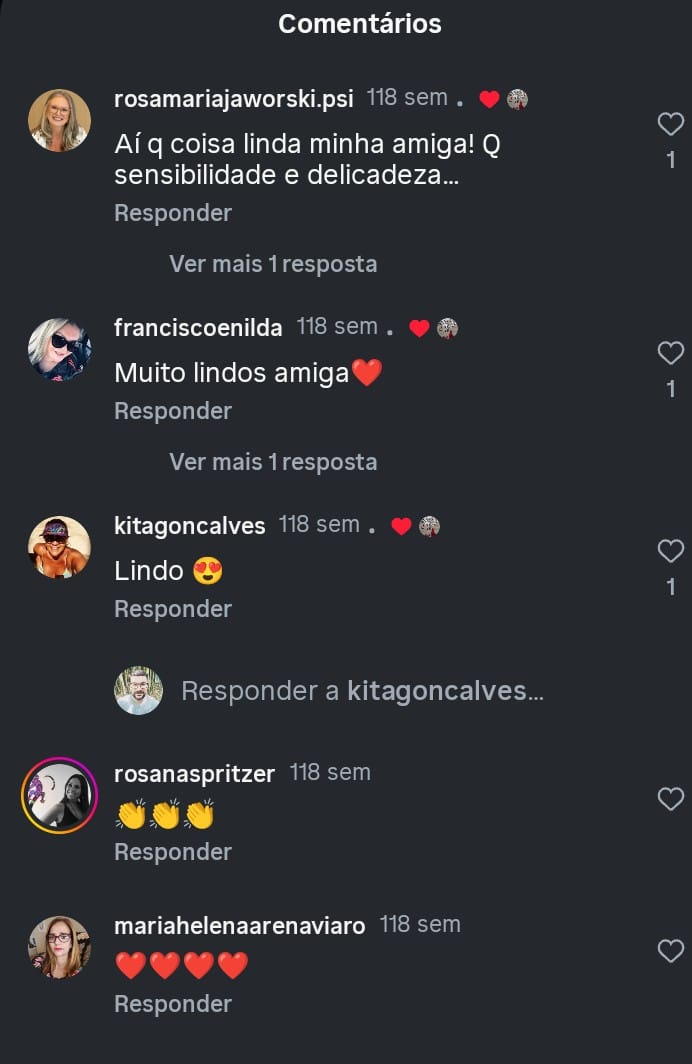 Comentários
rosamariajaworski.psi 118 sem . ❤️
Aí q coisa linda minha amiga! Q
sensibilidade e delicadeza...
1
Responder
Ver mais 1 resposta
franciscoenilda 118 sem . ❤️
Muito lindos amiga❤️
1
Responder
Ver mais 1 resposta
kitagoncalves 118 sem . ❤️
Lindo 😍
1
Responder
Responder a kitagoncalves...
rosanaspritzer 118 sem
👏👏👏
Responder
mariahelenaarenaviaro 118 sem
❤️❤️❤️❤️
Responder